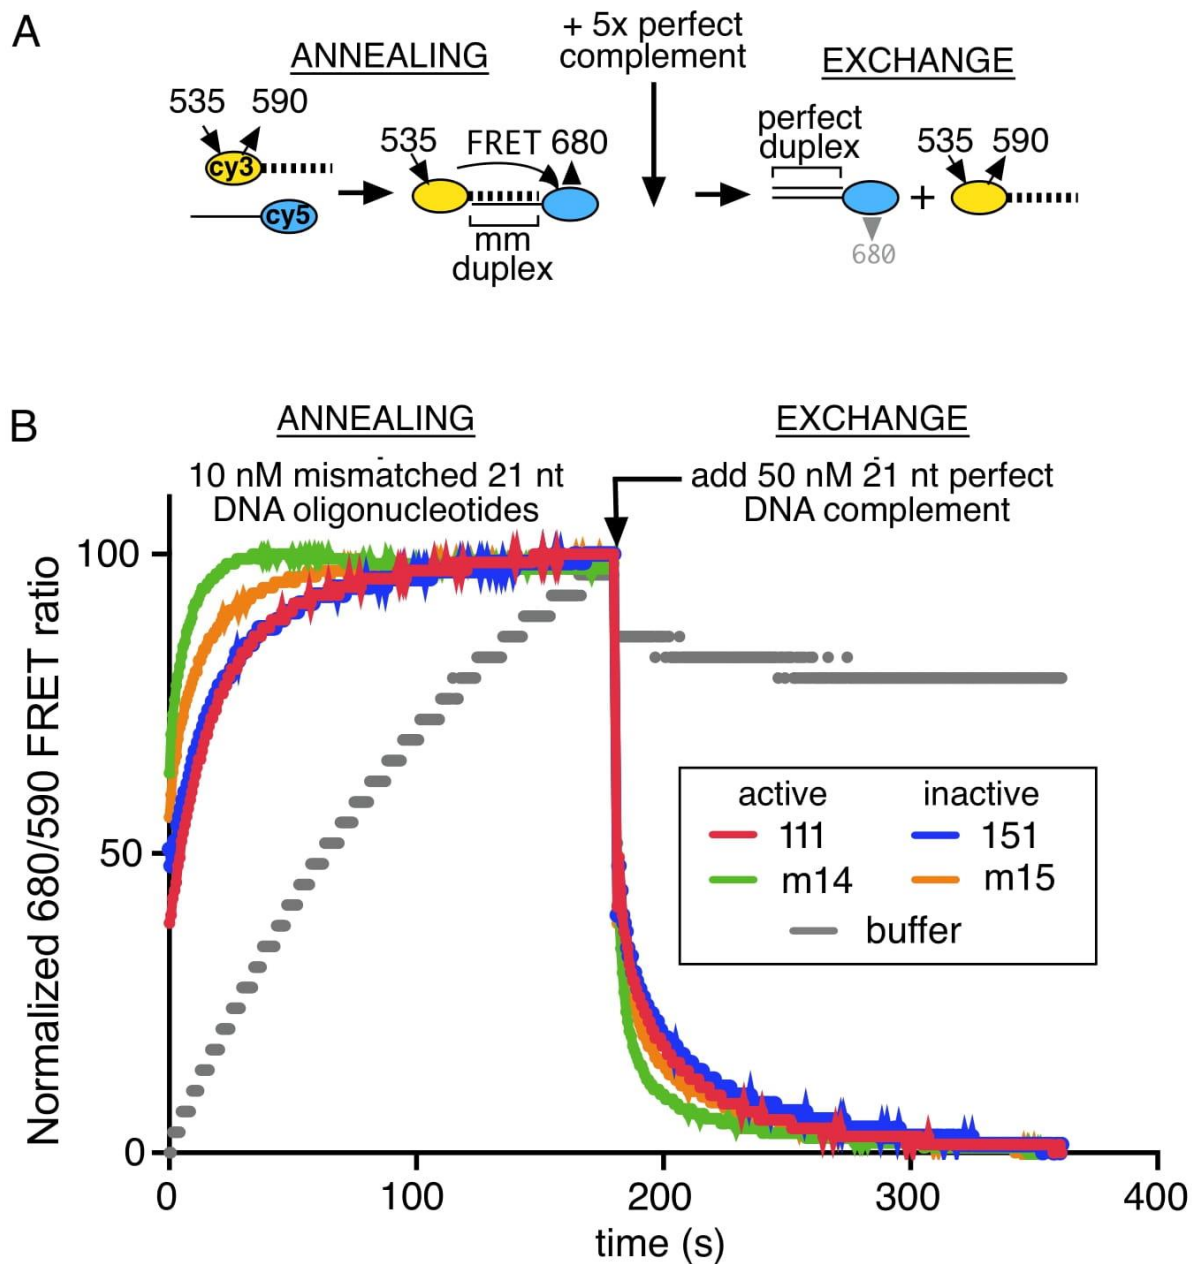 A
ANNEALING
+ 5x perfect
complement
EXCHANGE
535 590
cy3
cy5
535 FRET 680
mm
duplex
perfect
duplex
535 590
+
680
B
ANNEALING
EXCHANGE
10 nM mismatched 21 nt
DNA oligonucleotides
add 50 nM 21 nt perfect
DNA complement
Normalized 680/590 FRET ratio
100
50
0
active inactive
111 151
m14 m15
buffer
0 100 200 300 400
time (s)